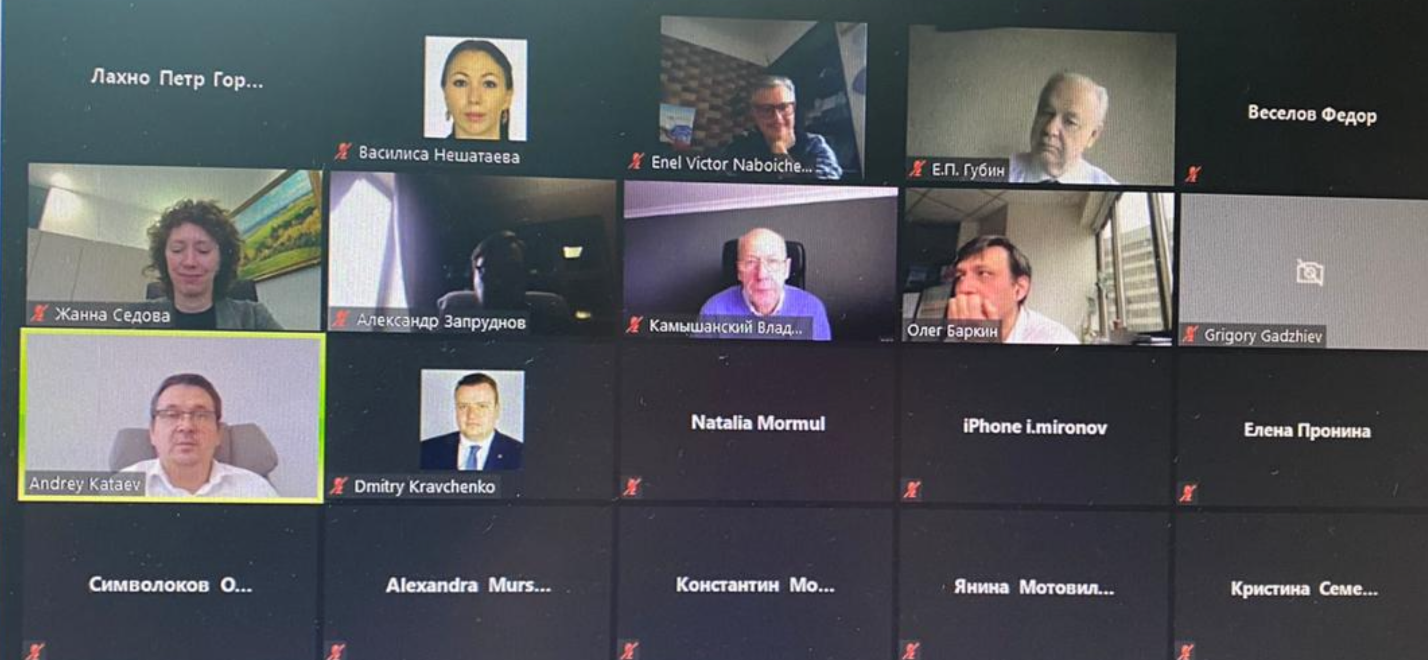 Лахно Петр Гор...
Василиса Нешатаева
Enel Victor Naboiche...
Е.П. Губин
Веселов Федор
Жанна Седова
Александр Запруднов
Камышанский Влад...
Олег Баркин
Grigory Gadzhiev
Andrey Kataev
Dmitry Kravchenko
Natalia Mormul
iPhone i.mironov
Елена Пронина
Символоков О...
Alexandra Murs...
Константин Мо...
Янина Мотовил...
Кристина Семе...